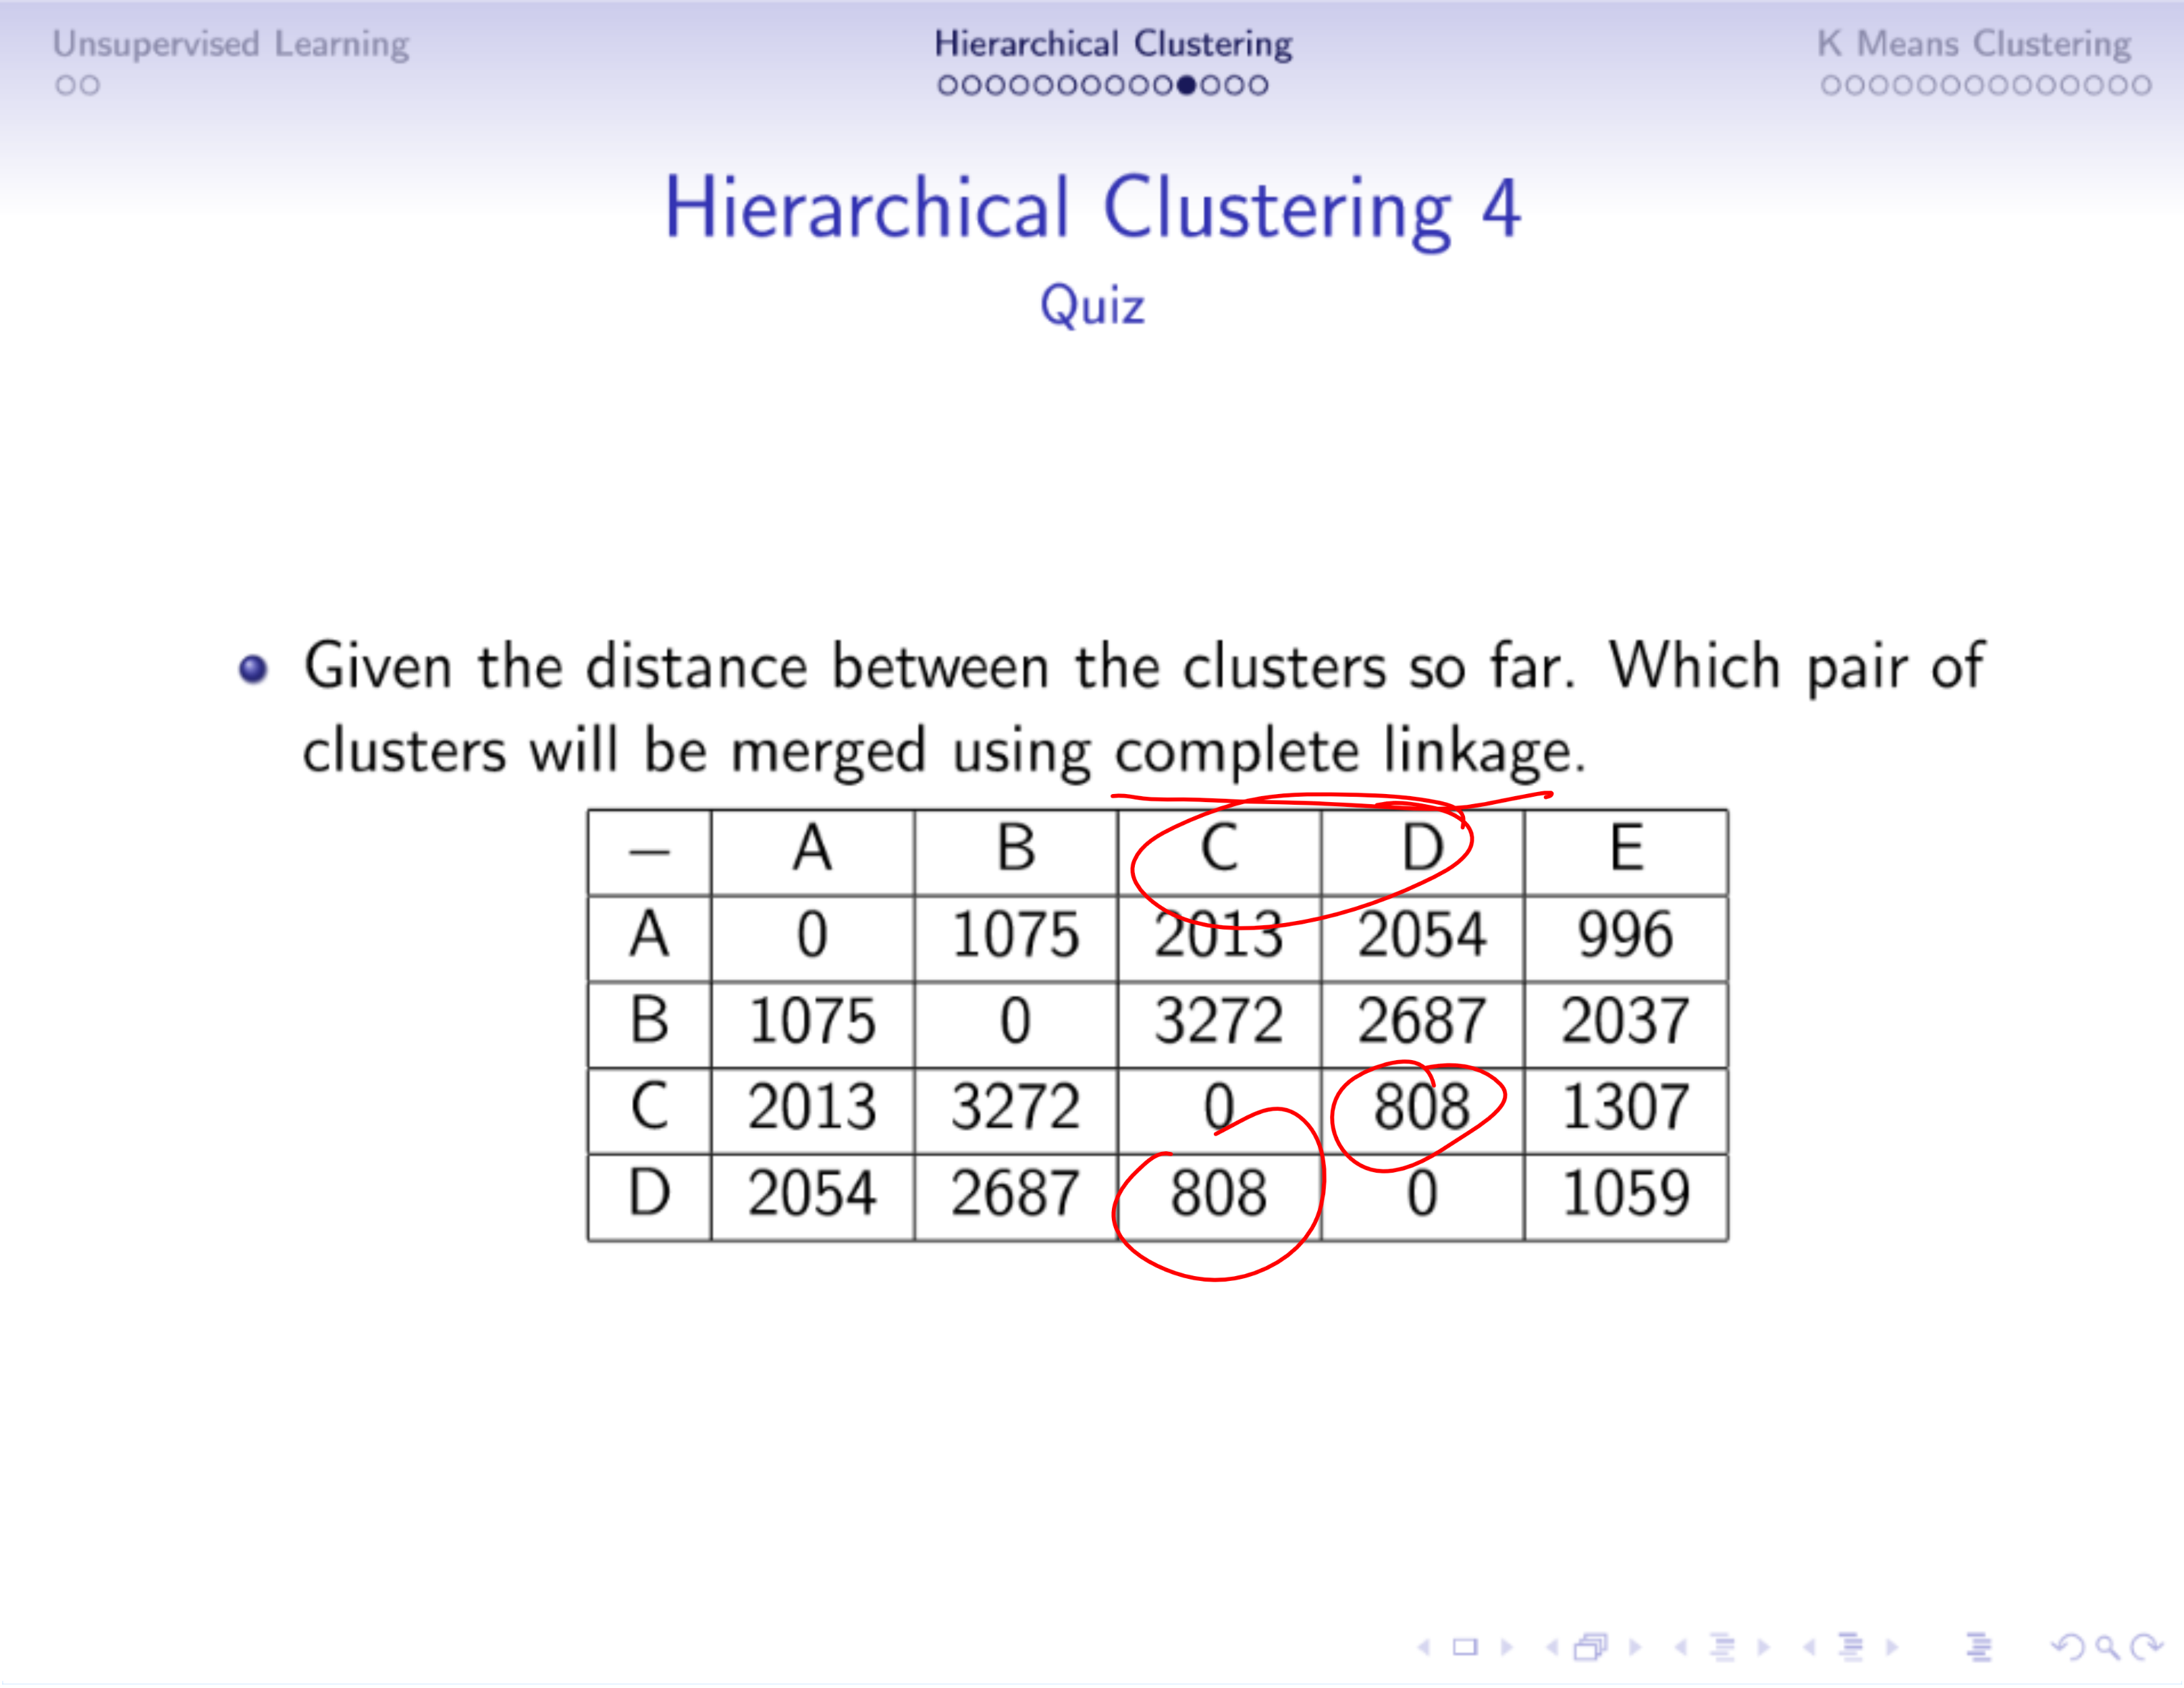 Unsupervised Learning
Hierarchical Clustering
K Means Clustering
Hierarchical Clustering 4
Quiz
Given the distance between the clusters so far. Which pair of
clusters will be merged using complete linkage.
– A B C D E
A 0 1075 2013 2054 996
B 1075 0 3272 2687 2037
C 2013 3272 0 808 1307
D 2054 2687 808 0 1059